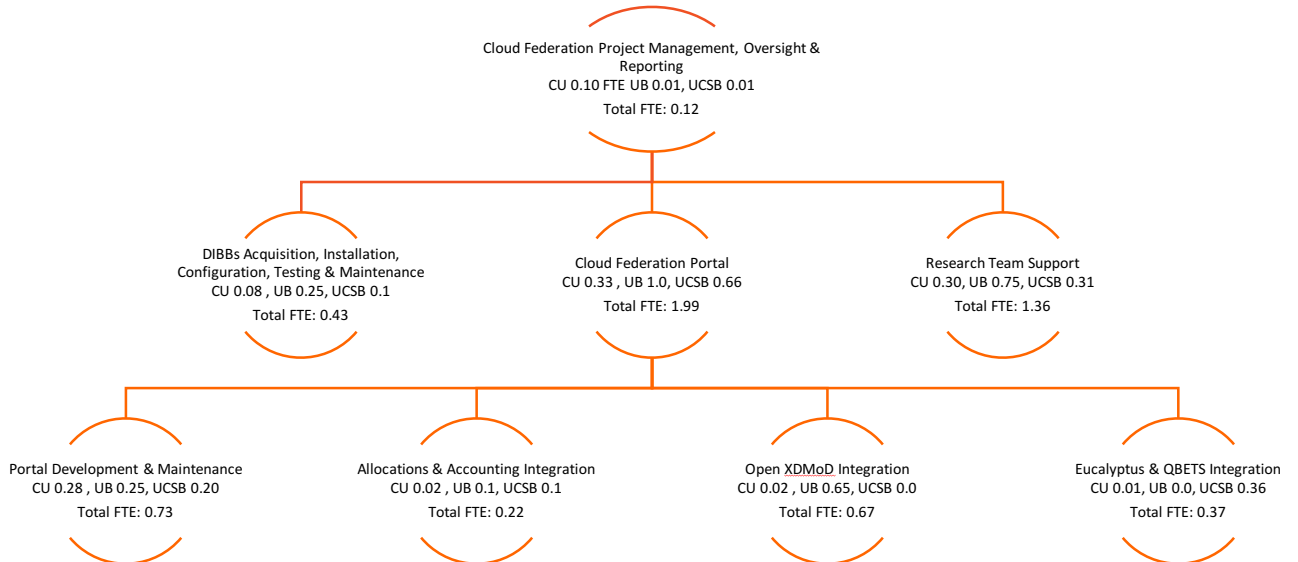 Cloud Federation Project Management, Oversight &
Reporting
CU 0.10 FTE UB 0.01, UCSB 0.01
Total FTE: 0.12
DIBBs Acquisition, Installation,
Configuration, Testing & Maintenance
CU 0.08 , UB 0.25, UCSB 0.1
Total FTE: 0.43
Cloud Federation Portal
CU 0.33 , UB 1.0, UCSB 0.66
Total FTE: 1.99
Research Team Support
CU 0.30, UB 0.75, UCSB 0.31
Total FTE: 1.36
Portal Development & Maintenance
CU 0.28 , UB 0.25, UCSB 0.20
Total FTE: 0.73
Allocations & Accounting Integration
CU 0.02 , UB 0.1, UCSB 0.1
Total FTE: 0.22
Open XDMoD Integration
CU 0.02 , UB 0.65, UCSB 0.0
Total FTE: 0.67
Eucalyptus & QBETS Integration
CU 0.01, UB 0.0, UCSB 0.36
Total FTE: 0.37